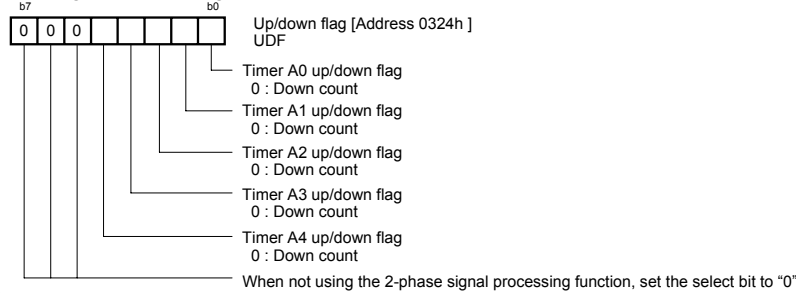 b7 b0
0 0 0
Up/down flag [Address 0324h ]
UDF
Timer A0 up/down flag
0 : Down count
Timer A1 up/down flag
0 : Down count
Timer A2 up/down flag
0 : Down count
Timer A3 up/down flag
0 : Down count
Timer A4 up/down flag
0 : Down count
When not using the 2-phase signal processing function, set the select bit to “0”